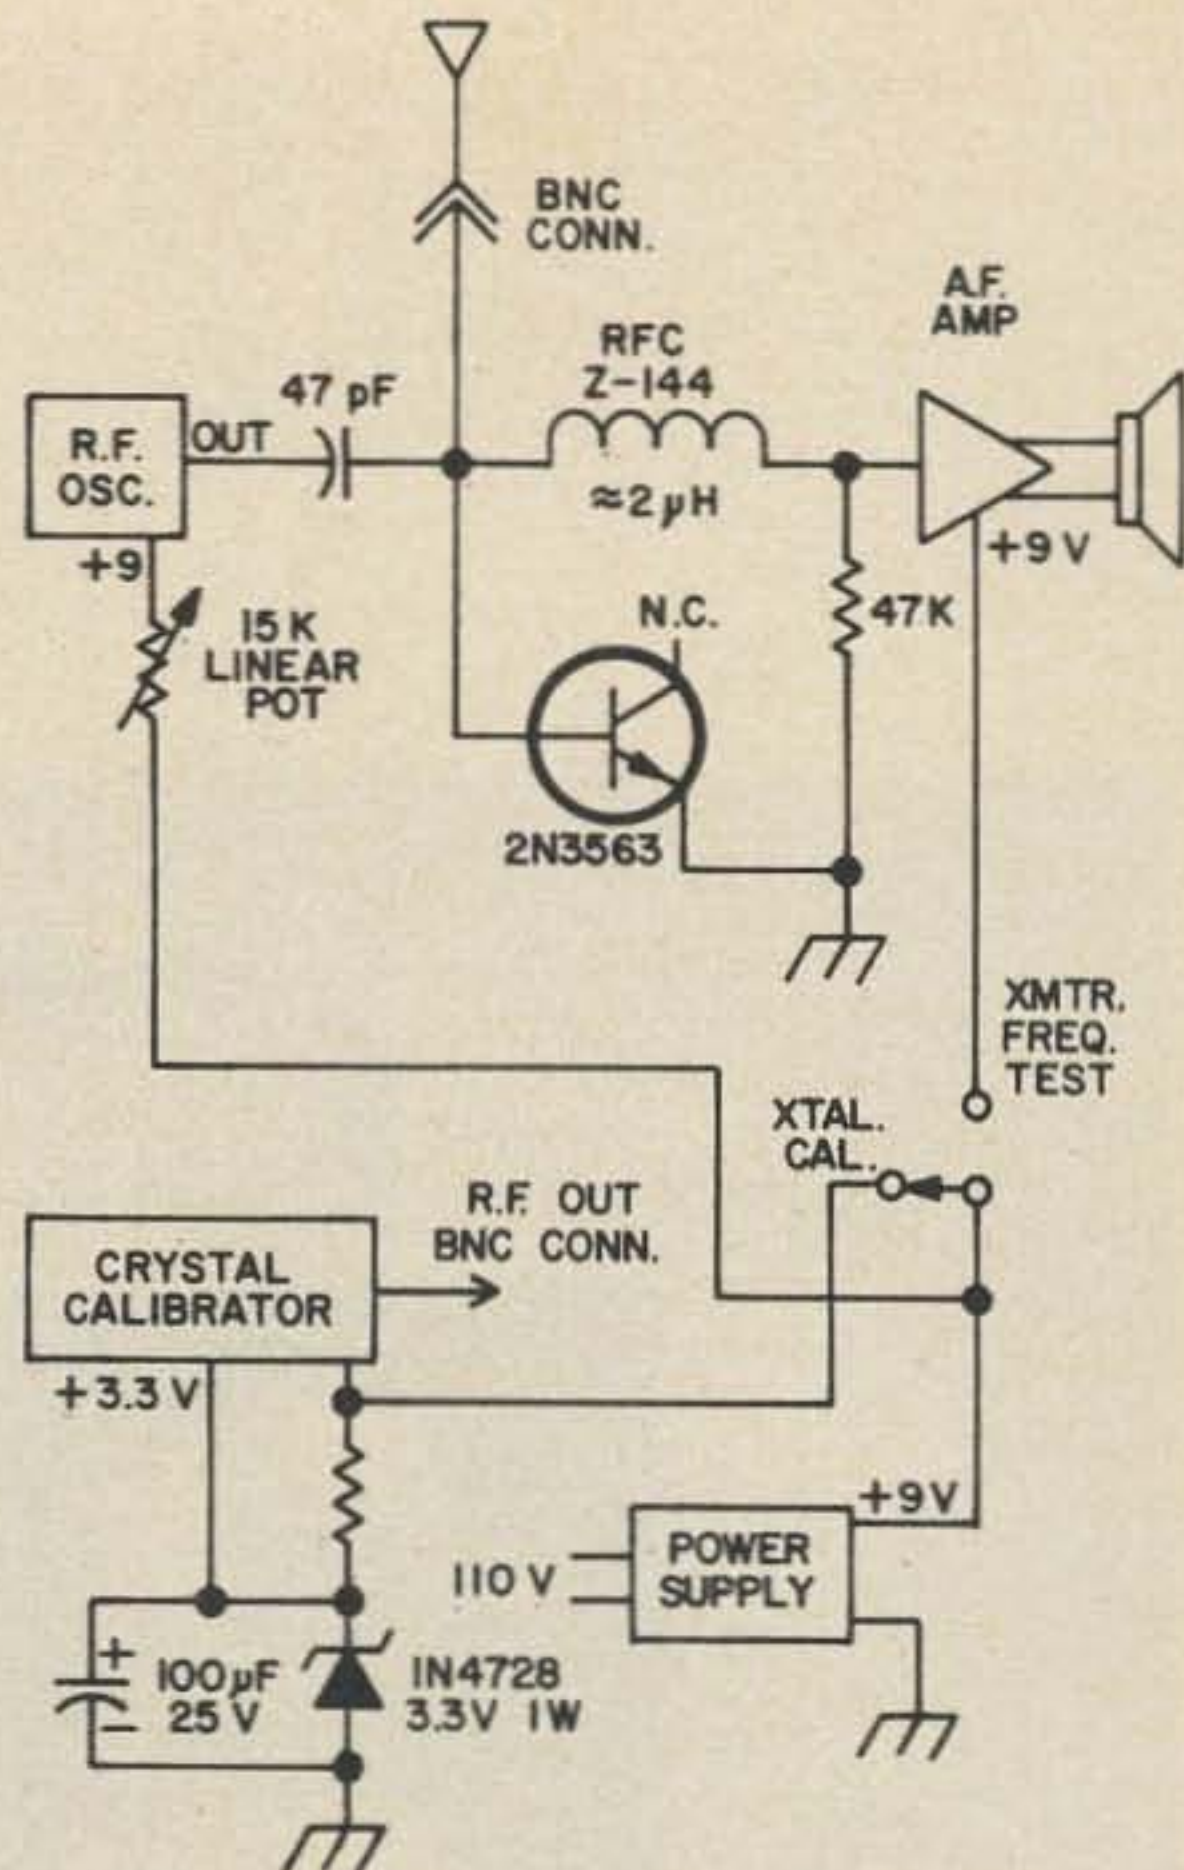 BNC
CONN.
A.F.
AMP
RFC
Z-144
47 pF
R.F.
OSC.
OUT
≈2 µH
+9
+9 V
15 K
LINEAR
POT
N.C.
47K
2N3563
XMTR.
FREQ.
TEST
XTAL.
CAL.
R.F. OUT
BNC CONN.
CRYSTAL
CALIBRATOR
+3.3 V
+9V
POWER
SUPPLY
110 V
+
100µF
25 V
−
1N4728
3.3V 1W